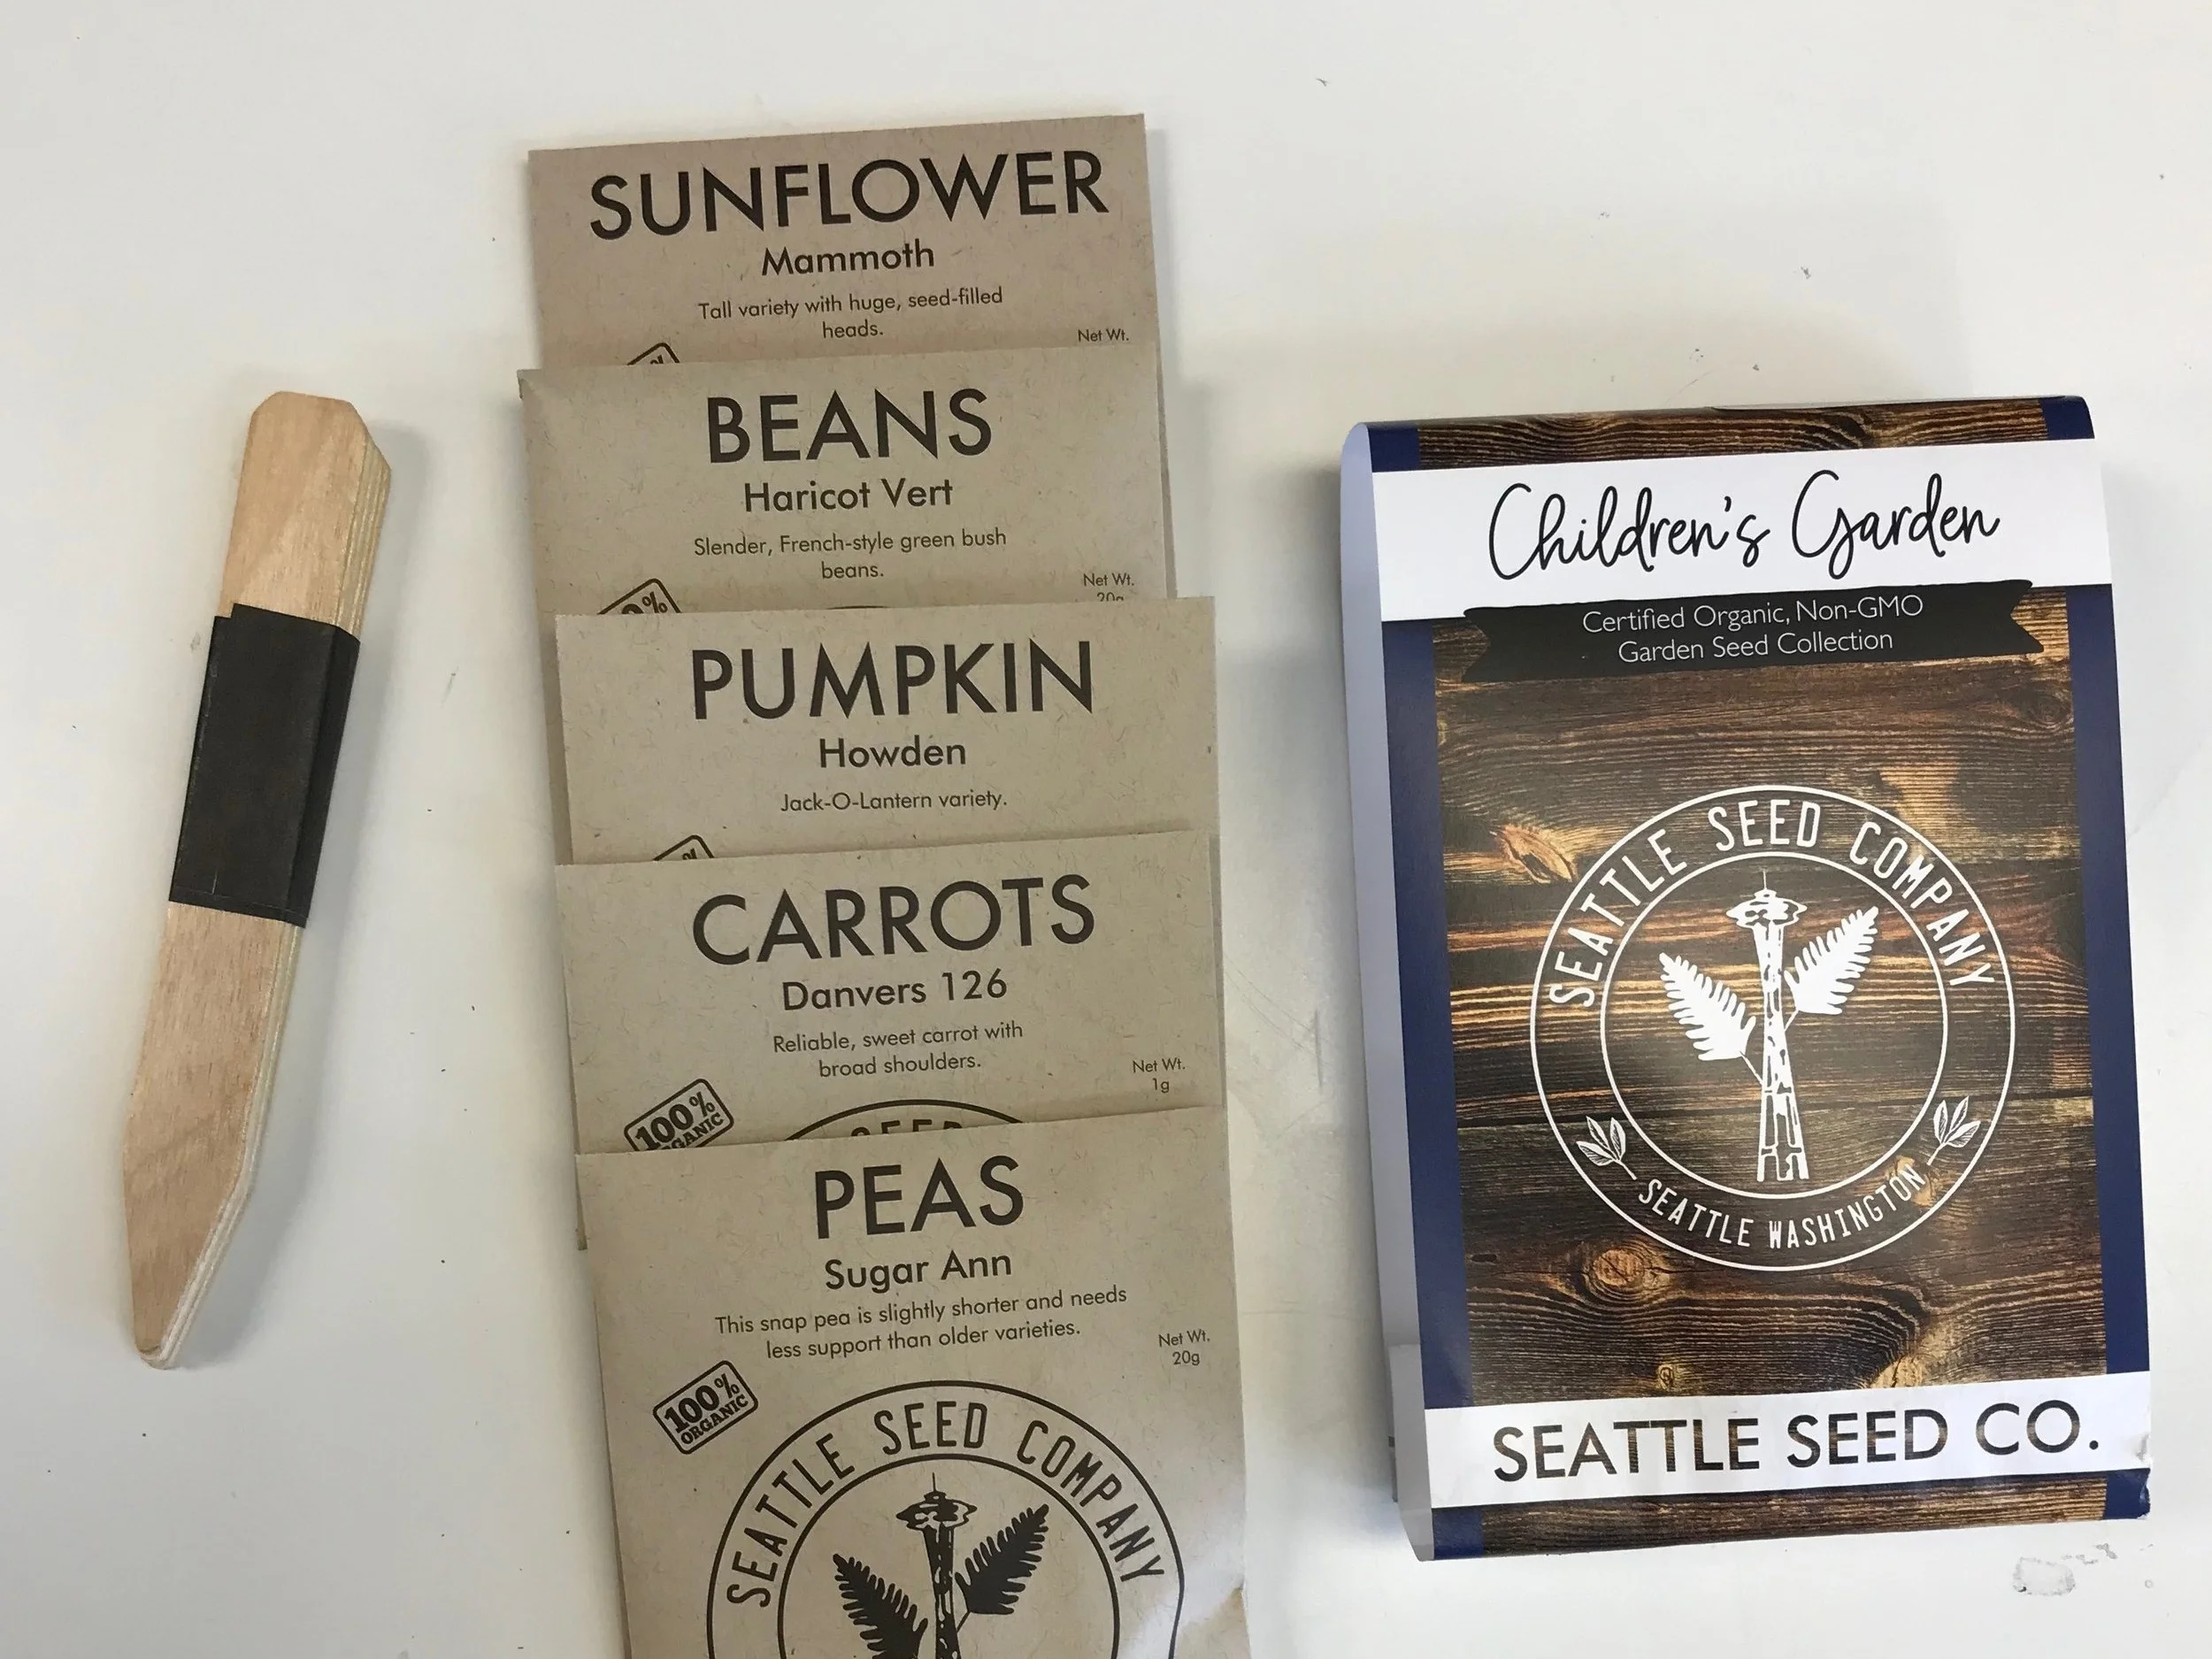 SUNFLOWER
Mammoth
Tall variety with huge, seed-filled
heads.
Net Wt.
BEANS
Haricot Vert
Slender, French-style green bush
beans.
Net Wt.
20g
%
PUMPKIN
Howden
Jack-O-Lantern variety.
CARROTS
Danvers 126
Reliable, sweet carrot with
broad shoulders.
Net Wt.
1g
100%
ORGANIC
SEED
PEAS
Sugar Ann
This snap pea is slightly shorter and needs
less support than older varieties.
Net Wt.
20g
100%
ORGANIC
SEATTLE SEED COMPANY
Children's Garden
Certified Organic, Non-GMO
Garden Seed Collection
SEATTLE SEED COMPANY
SEATTLE WASHINGTON
SEATTLE SEED CO.